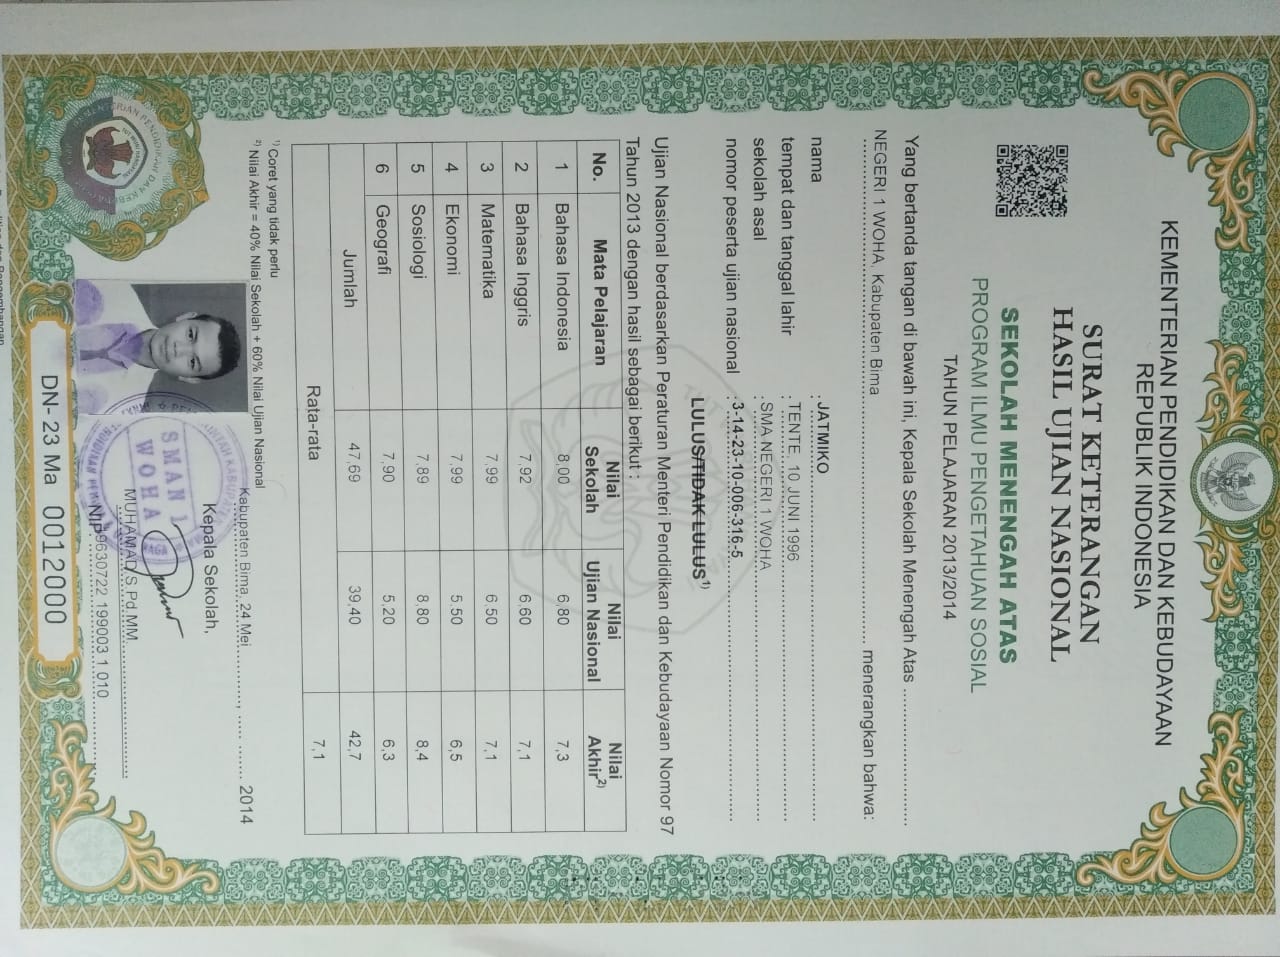 KEMENTERIAN PENDIDIKAN DAN KEBUDAYAAN
REPUBLIK INDONESIA
SURAT KETERANGAN
HASIL UJIAN NASIONAL
SEKOLAH MENENGAH ATAS
PROGRAM ILMU PENGETAHUAN SOSIAL
TAHUN PELAJARAN 2013/2014
Yang bertanda tangan di bawah ini, Kepala Sekolah Menengah Atas
NEGERI 1 WOHA, Kabupaten Bima menerangkan bahwa:
nama : JATMIKO
tempat dan tanggal lahir : TENTE, 10 JUNI 1996
sekolah asal : SMA NEGERI 1 WOHA
nomor peserta ujian nasional : 3-14-23-10-006-316-5
LULUS/TIDAK LULUS¹⁾
Ujian Nasional berdasarkan Peraturan Menteri Pendidikan dan Kebudayaan Nomor 97
Tahun 2013 dengan hasil sebagai berikut :
No. Mata Pelajaran Nilai Sekolah Nilai Ujian Nasional Nilai Akhir²⁾
1 Bahasa Indonesia 8,00 6,80 7,3
2 Bahasa Inggris 7,92 6,60 7,1
3 Matematika 7,99 6,50 7,1
4 Ekonomi 7,99 5,50 6,5
5 Sosiologi 7,89 8,80 8,4
6 Geografi 7,90 5,20 6,3
Jumlah 47,69 39,40 42,7
Rata-rata 7,1
¹⁾ Coret yang tidak perlu
²⁾ Nilai Akhir = 40% Nilai Sekolah + 60% Nilai Ujian Nasional
Kabupaten Bima, 24 Mei 2014
Kepala Sekolah,
SMAN 1
WOHA
MUHAMAD, S.Pd.MM.
Nip. 19630722 199003 1 010
DN-23 Ma 0012000